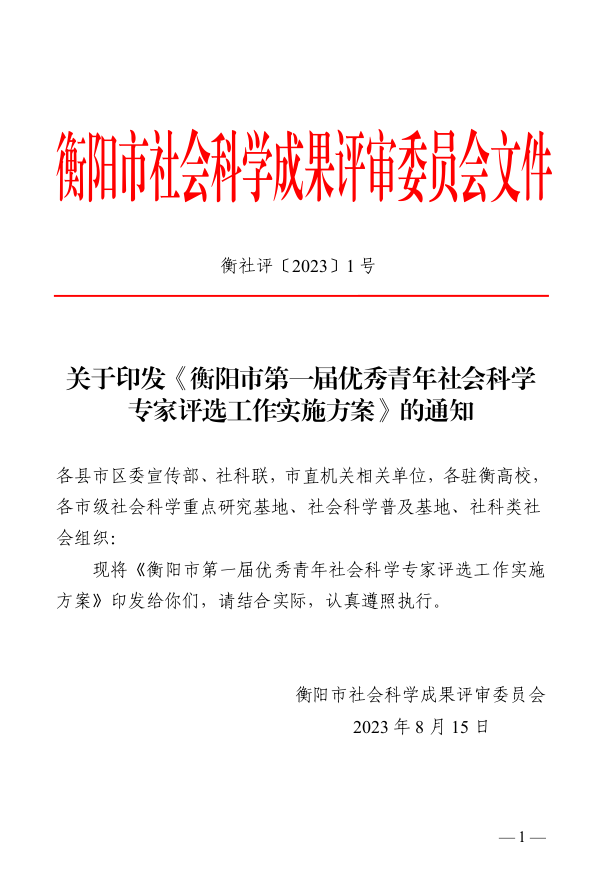 衡阳市社会科学成果评审委员会文件
衡社评〔2023〕1 号
关于印发《衡阳市第一届优秀青年社会科学
专家评选工作实施方案》的通知
各县市区委宣传部、社科联，市直机关相关单位，各驻衡高校，
各市级社会科学重点研究基地、社会科学普及基地、社科类社
会组织：
现将《衡阳市第一届优秀青年社会科学专家评选工作实施
方案》印发给你们，请结合实际，认真遵照执行。
衡阳市社会科学成果评审委员会
2023 年 8 月 15 日
— 1 —